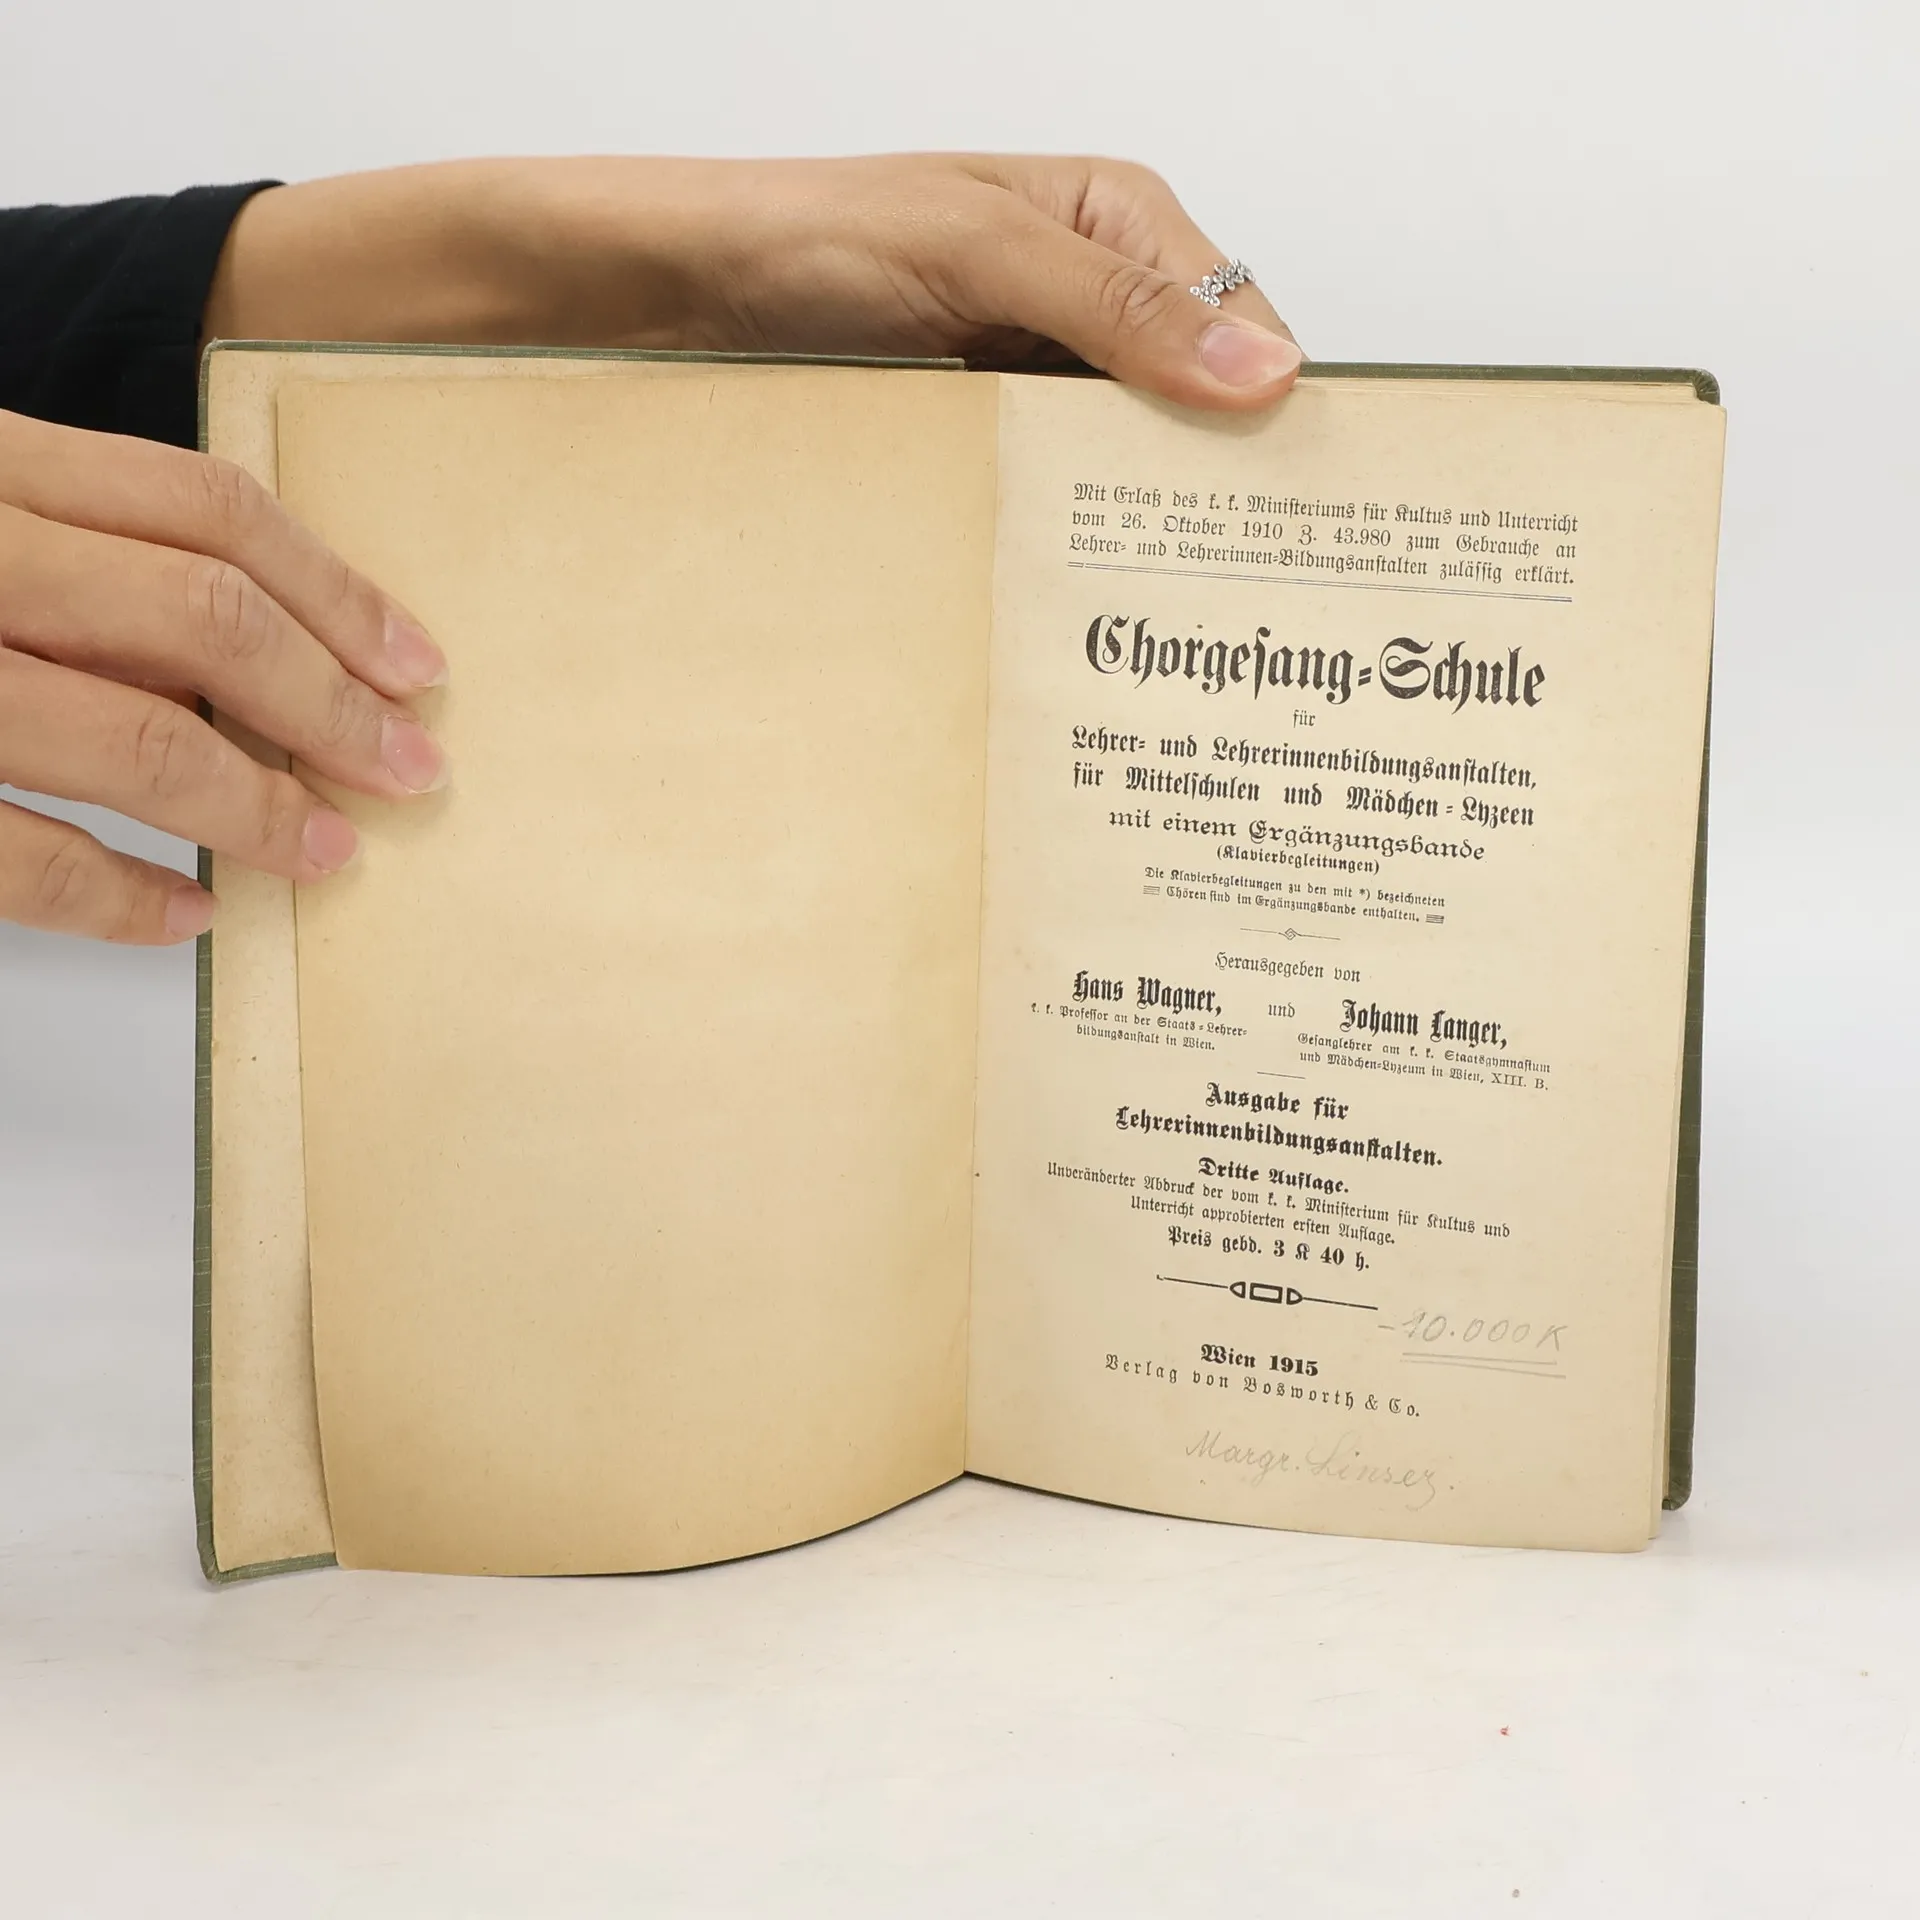 Mit Erlaß des k. k. Ministeriums für Kultus und Unterricht
vom 26. Oktober 1910 Z. 43.980 zum Gebrauche an
Lehrer- und Lehrerinnen-Bildungsanstalten zulässig erklärt.
Chorgesang-Schule
für
Lehrer- und Lehrerinnenbildungsanstalten,
für Mittelschulen und Mädchen-Lyzeen
mit einem Ergänzungsbande
(Klavierbegleitungen)
Die Klavierbegleitungen zu den mit *) bezeichneten
Chören sind im Ergänzungsbande enthalten.
Herausgegeben von
Hans Wagner, und Johann Langer,
k. k. Professor an der Staats-Lehrer-
bildungsanstalt in Wien.
Gesanglehrer am k. k. Staatsgymnasium
und Mädchen-Lyzeum in Wien, XIII. B.
Ausgabe für
Lehrerinnenbildungsanstalten.
Dritte Auflage.
Unveränderter Abdruck der vom k. k. Ministerium für Kultus und
Unterricht approbierten ersten Auflage.
Preis gebd. 3 K 40 h.
-10.000 K
Wien 1915
Verlag von Bosworth & Co.
Margr. Linser.